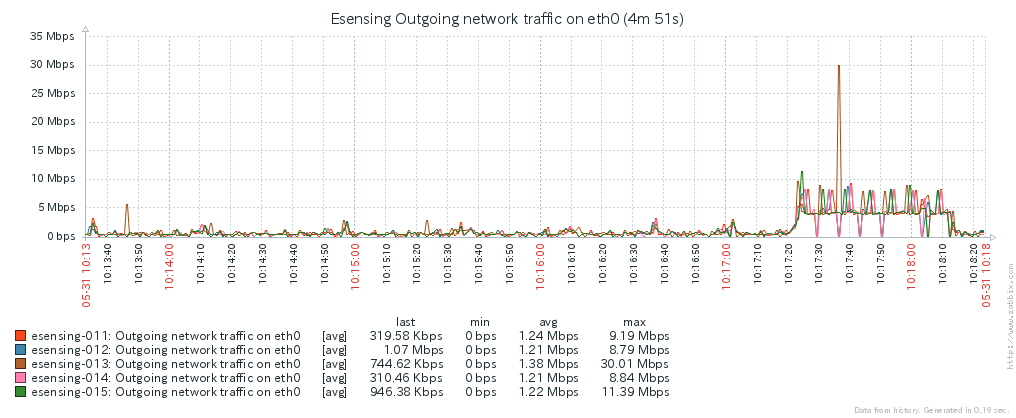 Esensing Outgoing network traffic on eth0 (4m 51s)
35 Mbps
30 Mbps
25 Mbps
20 Mbps
15 Mbps
10 Mbps
5 Mbps
0 bps
05-31 10:13
10:13:40
10:13:50
10:14:00
10:14:10
10:14:20
10:14:30
10:14:40
10:14:50
10:15:00
10:15:10
10:15:20
10:15:30
10:15:40
10:15:50
10:16:00
10:16:10
10:16:20
10:16:30
10:16:40
10:16:50
10:17:00
10:17:10
10:17:20
10:17:30
10:17:40
10:17:50
10:18:00
10:18:10
10:18:20
05-31 10:18
last min avg max
esensing-011: Outgoing network traffic on eth0 [avg] 319.58 Kbps 0 bps 1.24 Mbps 9.19 Mbps
esensing-012: Outgoing network traffic on eth0 [avg] 1.07 Mbps 0 bps 1.21 Mbps 8.79 Mbps
esensing-013: Outgoing network traffic on eth0 [avg] 744.62 Kbps 0 bps 1.38 Mbps 30.01 Mbps
esensing-014: Outgoing network traffic on eth0 [avg] 310.46 Kbps 0 bps 1.21 Mbps 8.84 Mbps
esensing-015: Outgoing network traffic on eth0 [avg] 946.38 Kbps 0 bps 1.22 Mbps 11.39 Mbps
http://www.zabbix.com
Data from history. Generated in 0.19 sec.